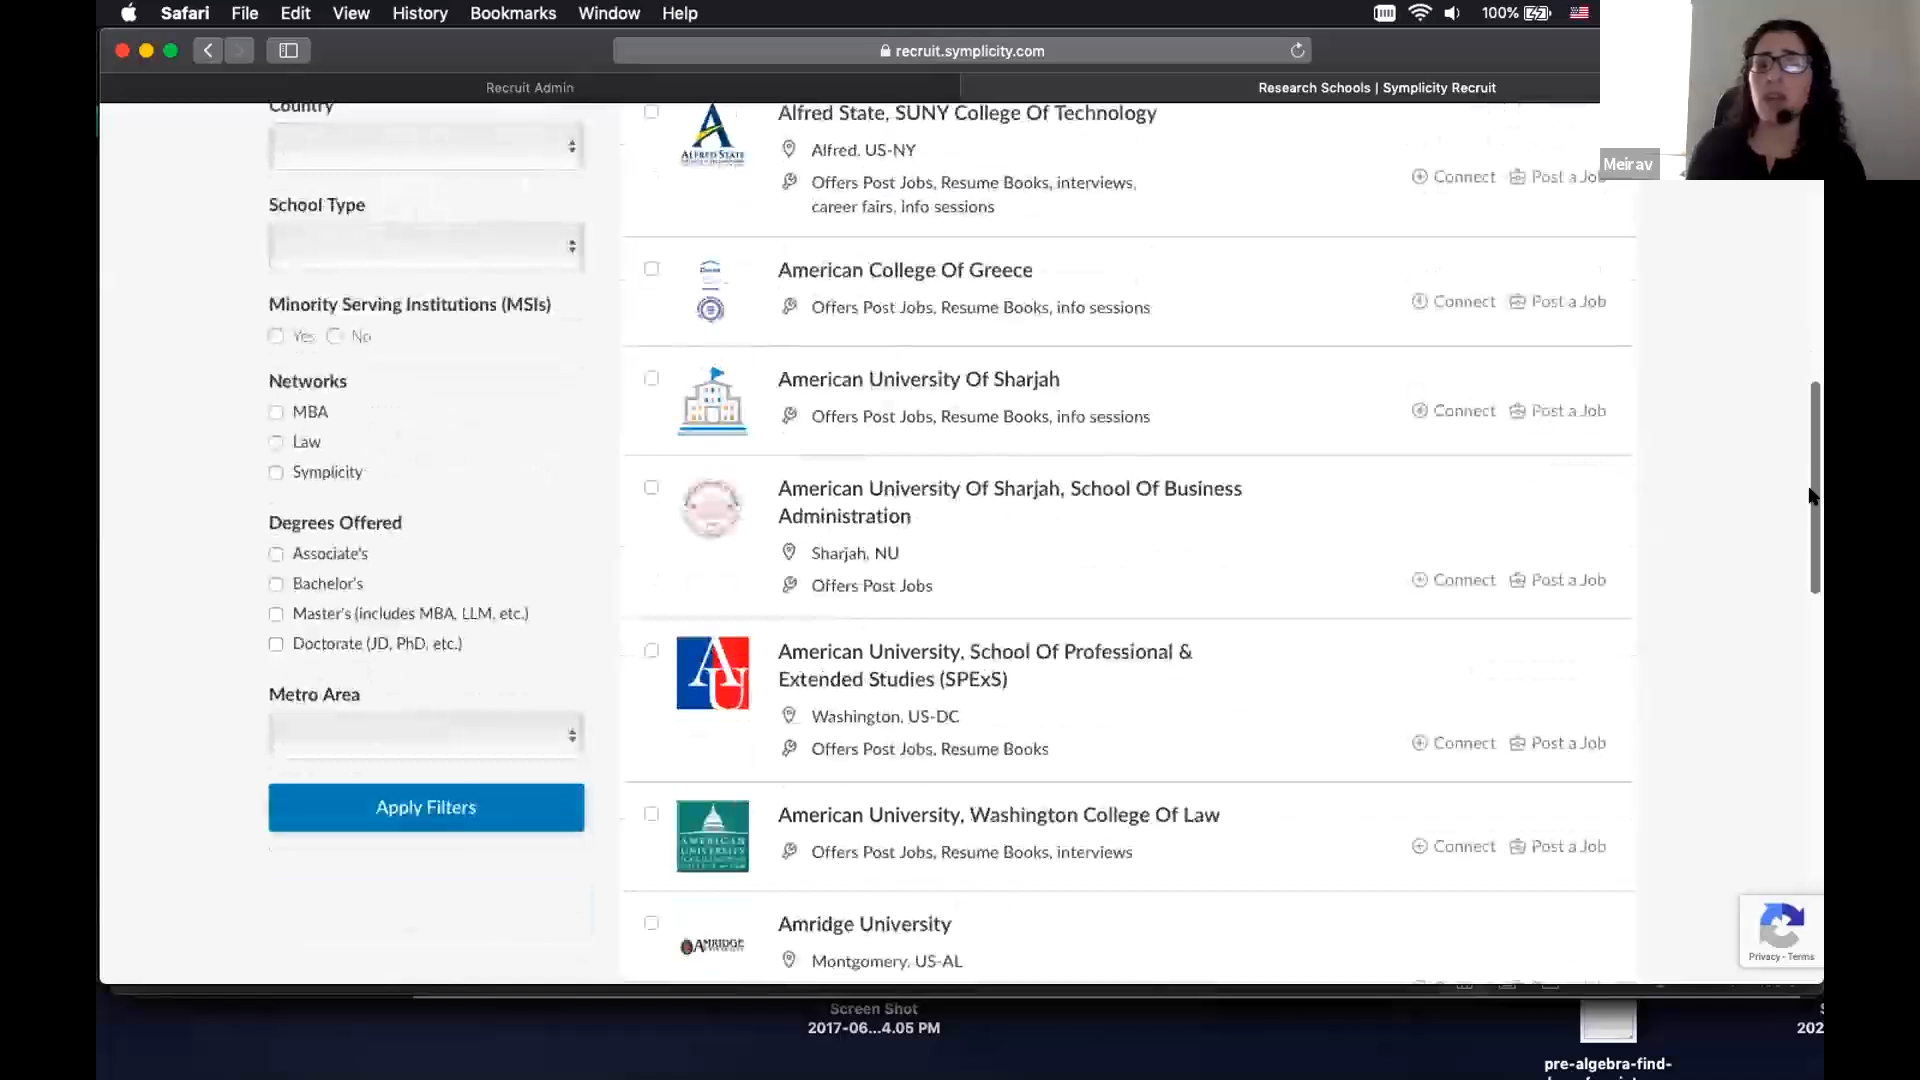 Safari File Edit View History Bookmarks Window Help
100%
recruit.symplicity.com
Recruit Admin
Research Schools | Symplicity Recruit
Meirav
Country
School Type
Minority Serving Institutions (MSIs)
Yes No
Networks
MBA
Law
Symplicity
Degrees Offered
Associate's
Bachelor's
Master's (includes MBA, LLM, etc.)
Doctorate (JD, PhD, etc.)
Metro Area
Apply Filters
Alfred State, SUNY College Of Technology
ALFRED STATE
Alfred, US-NY
Offers Post Jobs, Resume Books, interviews,
career fairs, info sessions
Connect Post a Job
American College Of Greece
Offers Post Jobs, Resume Books, info sessions
Connect Post a Job
American University Of Sharjah
Offers Post Jobs, Resume Books, info sessions
Connect Post a Job
American University Of Sharjah, School Of Business
Administration
Sharjah, NU
Offers Post Jobs
Connect Post a Job
AU
American University, School Of Professional &
Extended Studies (SPExS)
Washington, US-DC
Offers Post Jobs, Resume Books
Connect Post a Job
AMERICAN
UNIVERSITY
American University, Washington College Of Law
Offers Post Jobs, Resume Books, interviews
Connect Post a Job
AMRIDGE
Amridge University
Montgomery, US-AL
Privacy - Terms
Screen Shot
2017-06...4.05 PM
pre-algebra-find-